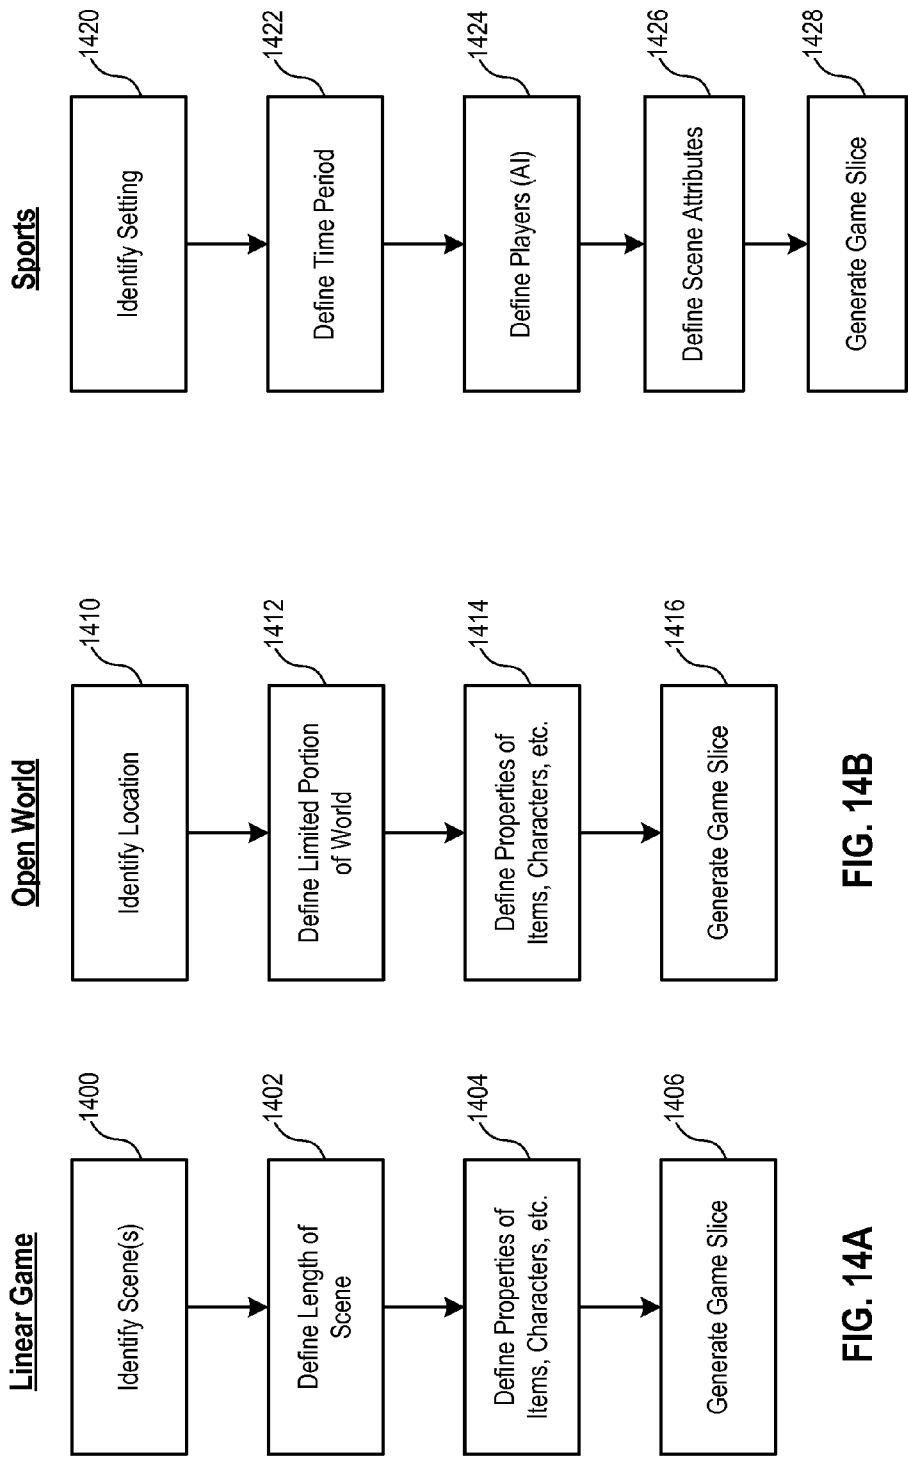 Linear Game
1400
Identify Scene(s)
1402
Define Length of
Scene
1404
Define Properties of
Items, Characters, etc.
1406
Generate Game Slice
FIG. 14A
Open World
1410
Identify Location
1412
Define Limited Portion
of World
1414
Define Properties of
Items, Characters, etc.
1416
Generate Game Slice
FIG. 14B
Sports
1420
Identify Setting
1422
Define Time Period
1424
Define Players (AI)
1426
Define Scene Attributes
1428
Generate Game Slice